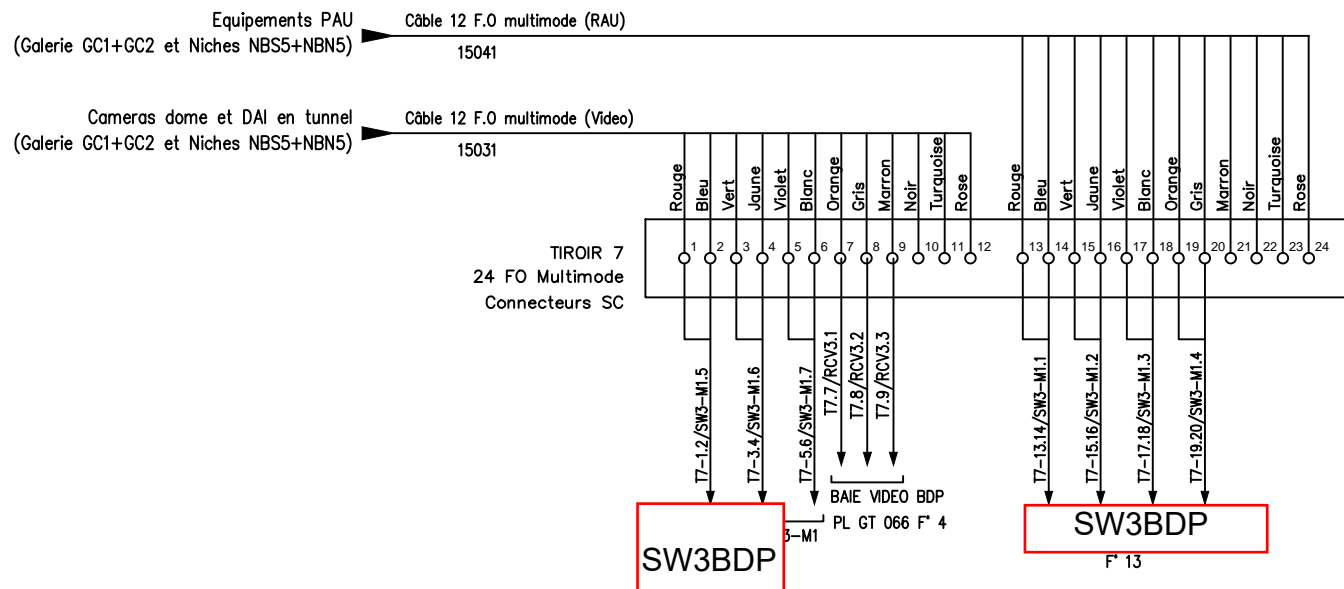 Equipements PAU
(Galerie GC1+GC2 et Niches NBS5+NBN5)
Câble 12 F.O multimode (RAU)
15041
Cameras dome et DAI en tunnel
(Galerie GC1+GC2 et Niches NBS5+NBN5)
Câble 12 F.O multimode (Video)
15031
Rouge
Bleu
Vert
Jaune
Violet
Blanc
Orange
Gris
Marron
Noir
Turquoise
Rose
Rouge
Bleu
Vert
Jaune
Violet
Blanc
Orange
Gris
Marron
Noir
Turquoise
Rose
TIROIR 7
24 FO Multimode
Connecteurs SC
1 2 3 4 5 6 7 8 9 10 11 12 13 14 15 16 17 18 19 20 21 22 23 24
T7-1.2/SW3-M1.5
T7-3.4/SW3-M1.6
T7-5.6/SW3-M1.7
T7.7/RCV3.1
T7.8/RCV3.2
T7.9/RCV3.3
T7-13.14/SW3-M1.1
T7-15.16/SW3-M1.2
T7-17.18/SW3-M1.3
T7-19.20/SW3-M1.4
BAIE VIDEO BDP
PL GT 066 F° 4
3-M1
SW3BDP
SW3BDP
F° 13